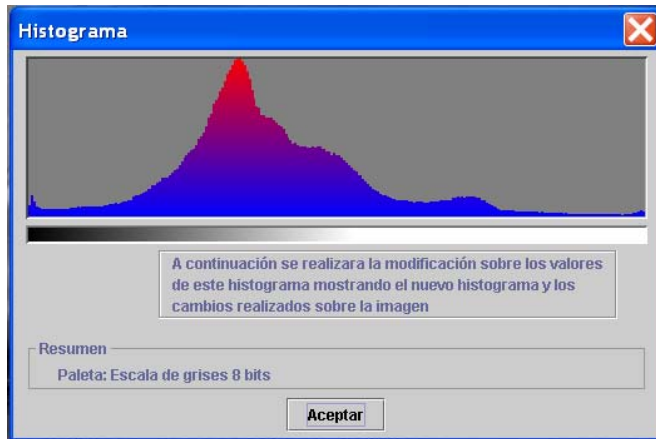 Histograma
A continuación se realizara la modificación sobre los valores
de este histograma mostrando el nuevo histograma y los
cambios realizados sobre la imagen
Resumen
Paleta: Escala de grises 8 bits
Aceptar